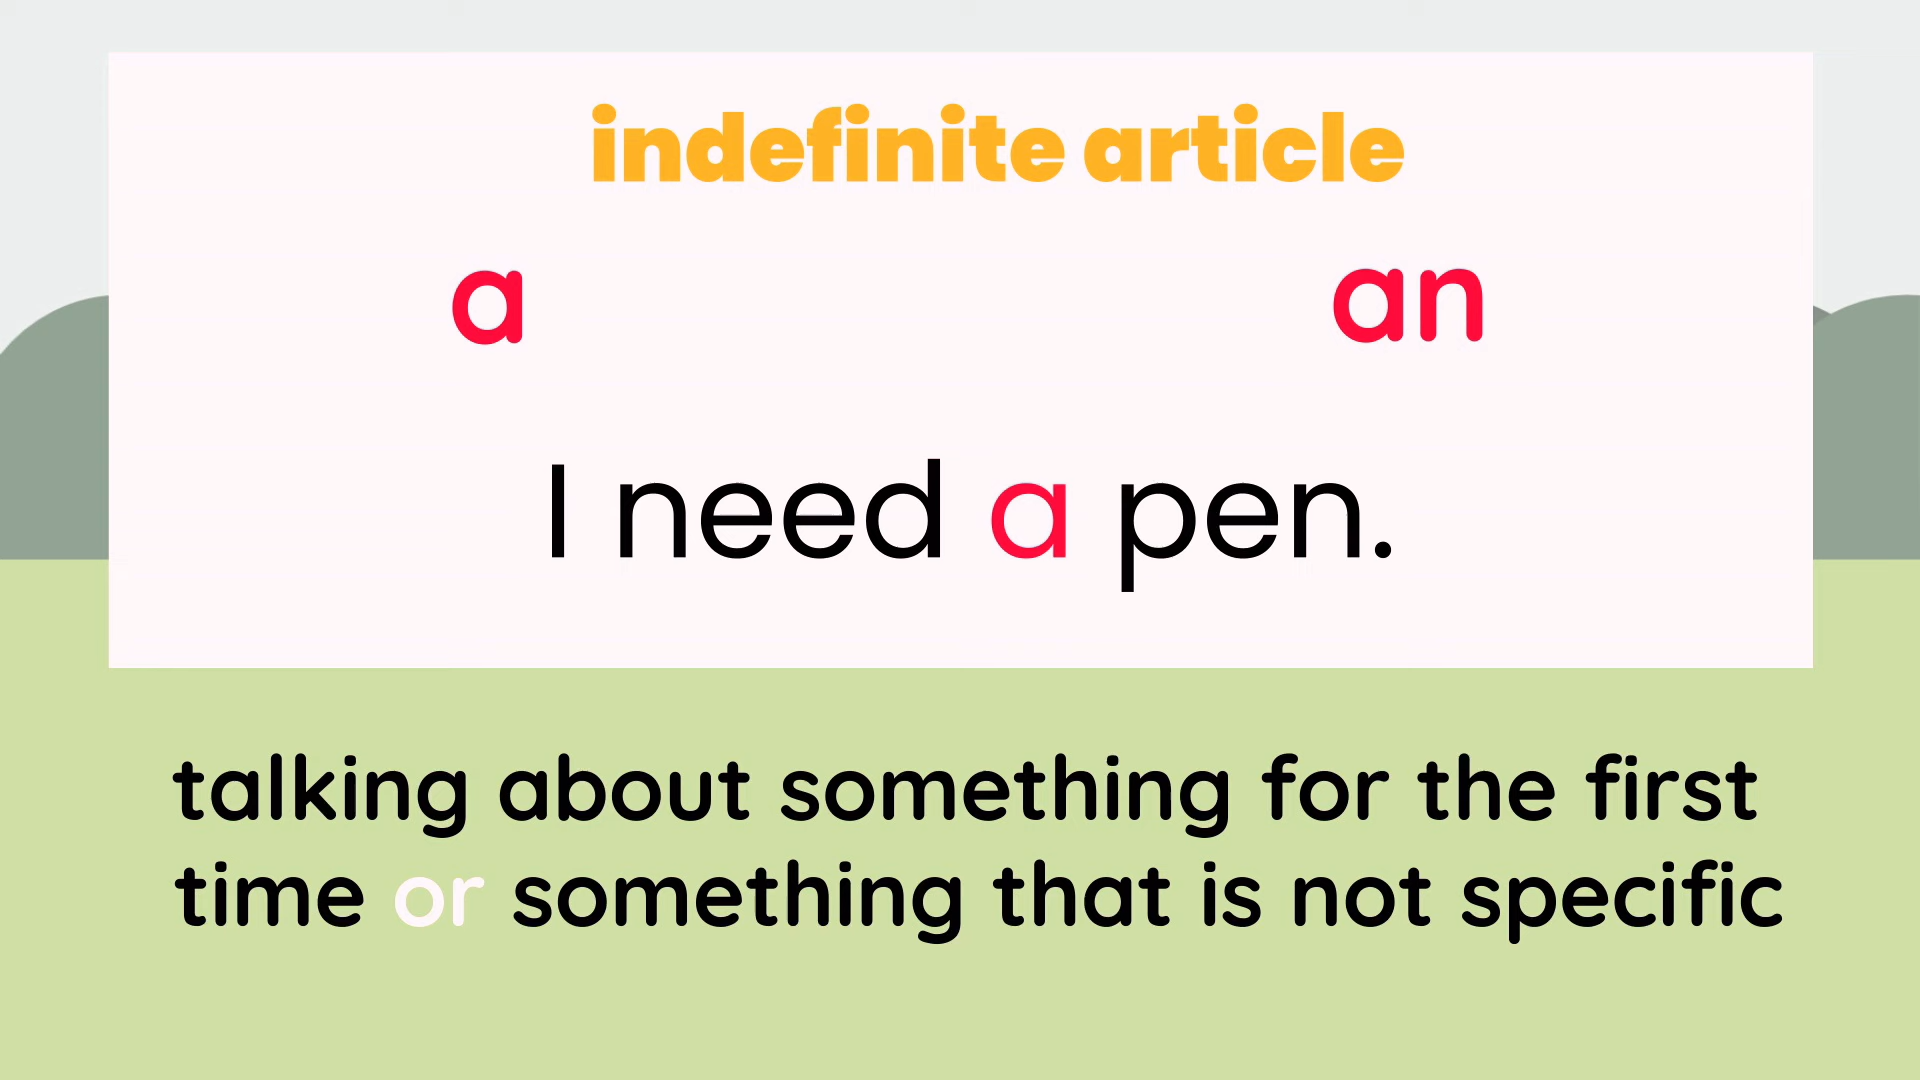 indefinite article
a an
I need a pen.
talking about something for the first
time or something that is not specific